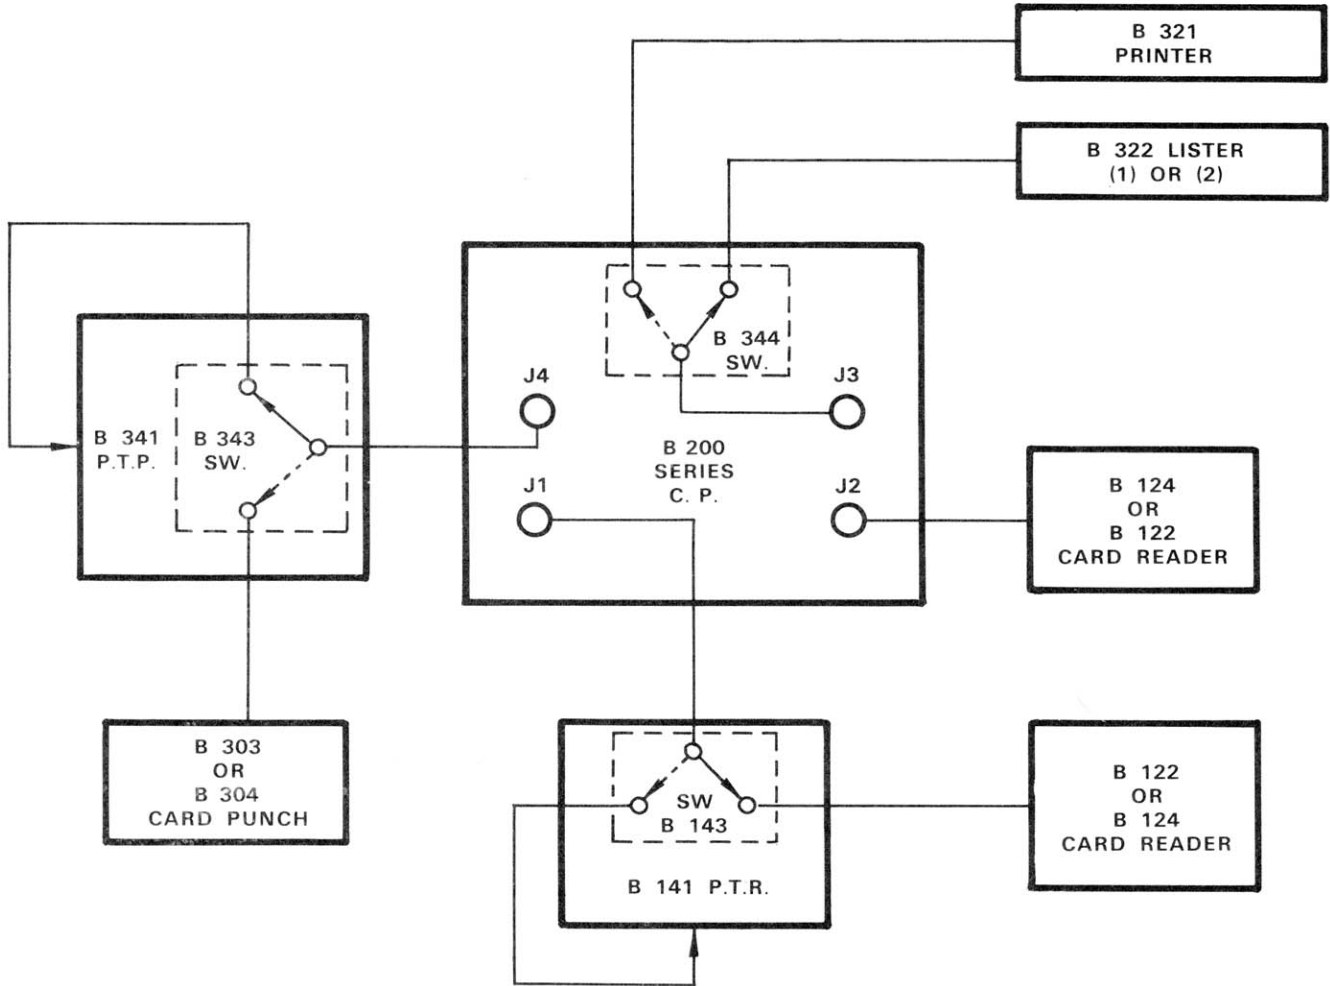 B 321
PRINTER
B 322 LISTER
(1) OR (2)
B 344
SW.
J4
J3
B 341
P.T.P.
B 343
SW.
B 200
SERIES
C. P.
J1
J2
B 124
OR
B 122
CARD READER
B 303
OR
B 304
CARD PUNCH
SW
B 143
B 141 P.T.R.
B 122
OR
B 124
CARD READER